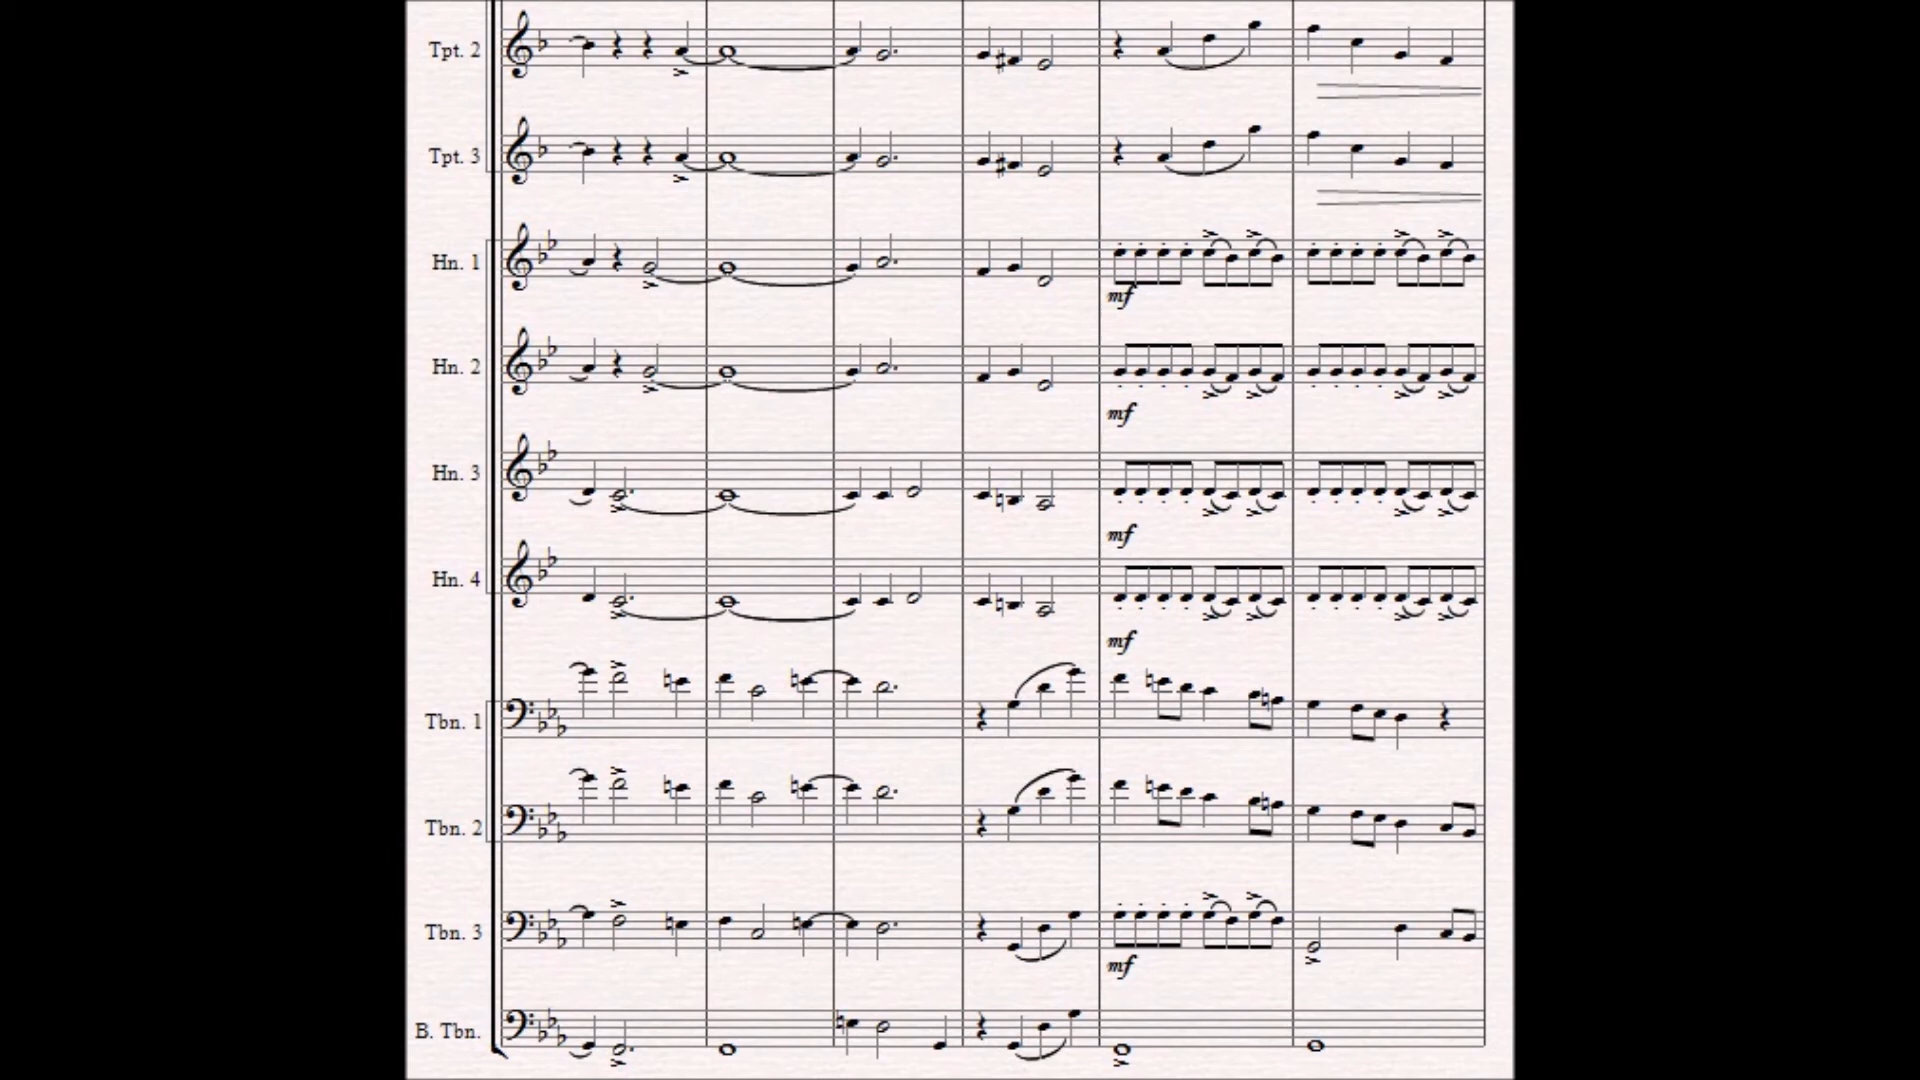 Tpt. 2
Tpt. 3
Hn. 1
mf
Hn. 2
mf
Hn. 3
mf
Hn. 4
mf
Tbn. 1
Tbn. 2
Tbn. 3
mf
B. Tbn.